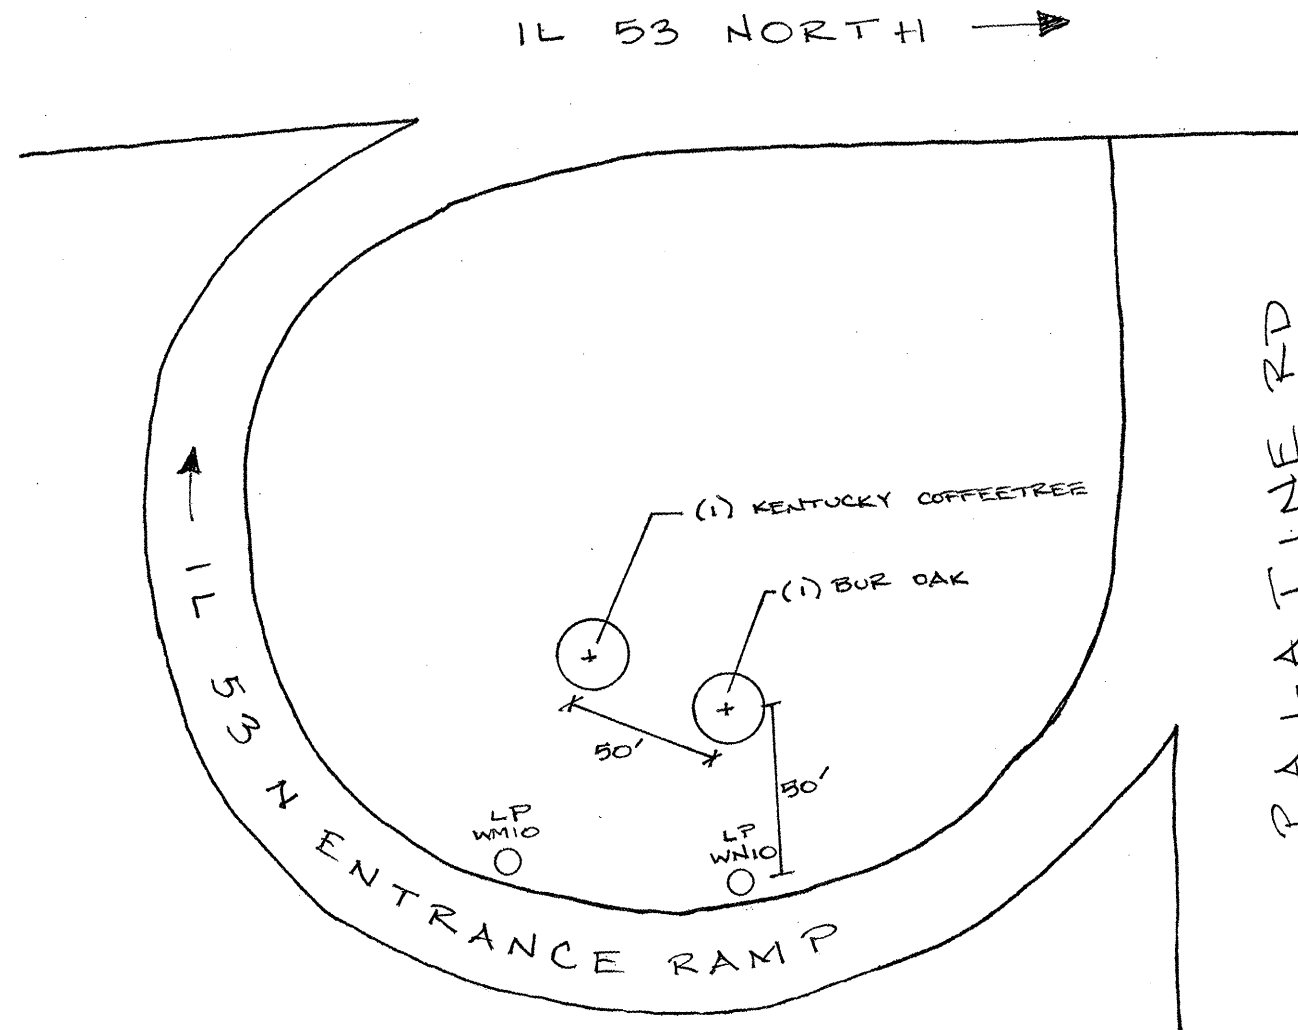 IL 53 NORTH
(1) KENTUCKY COFFEETREE
(1) BUR OAK
50'
50'
LP
WM10
LP
WN10
IL 53 N ENTRANCE RAMP
PALATINE RD